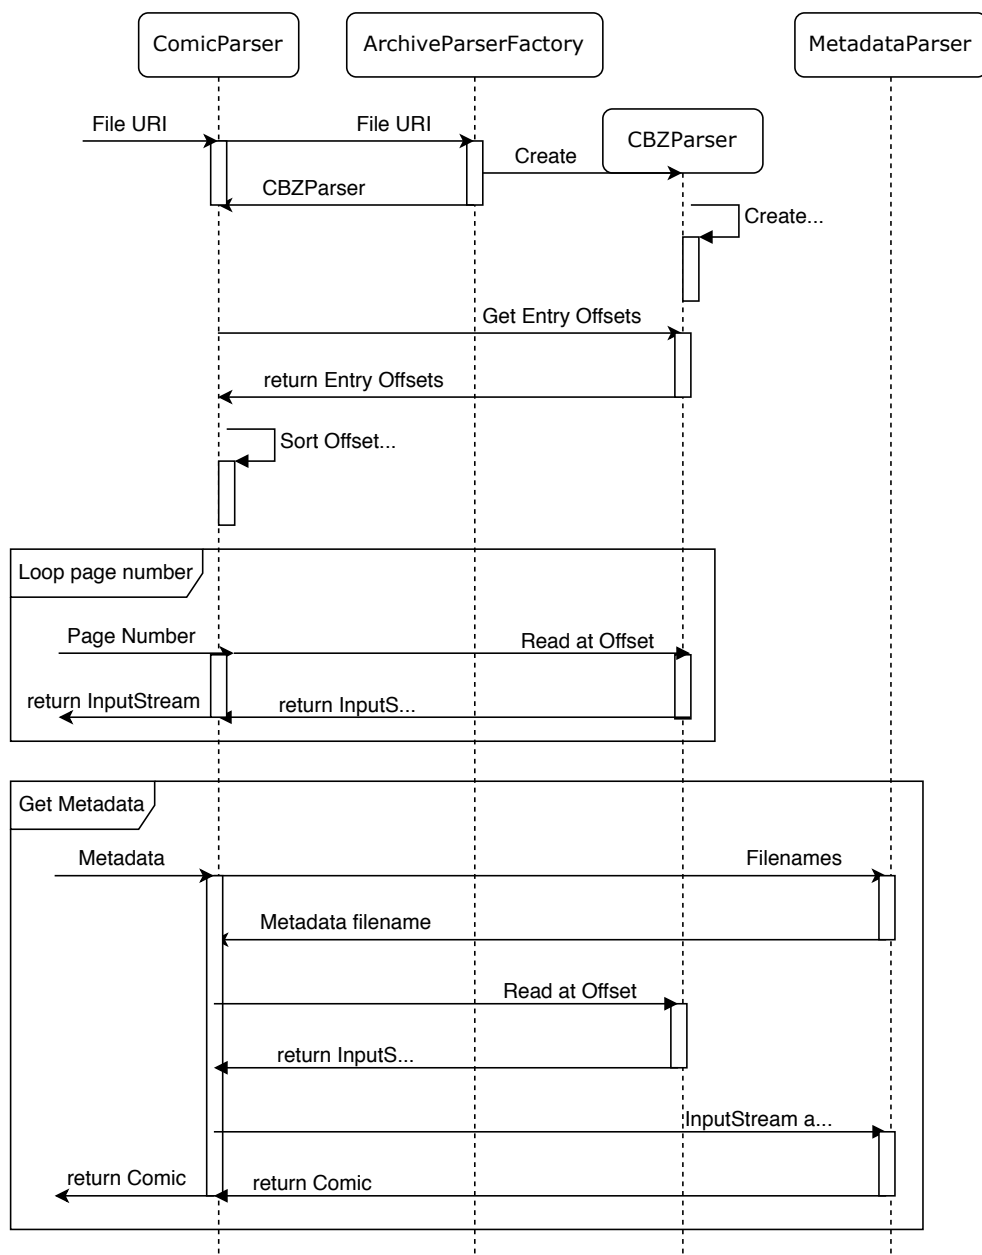 ComicParser
ArchiveParserFactory
MetadataParser
File URI
File URI
CBZParser
Create
CBZParser
Create...
Get Entry Offsets
return Entry Offsets
Sort Offset...
Loop page number
Page Number
Read at Offset
return InputStream
return InputS...
Get Metadata
Metadata
Filenames
Metadata filename
Read at Offset
return InputS...
InputStream a...
return Comic
return Comic